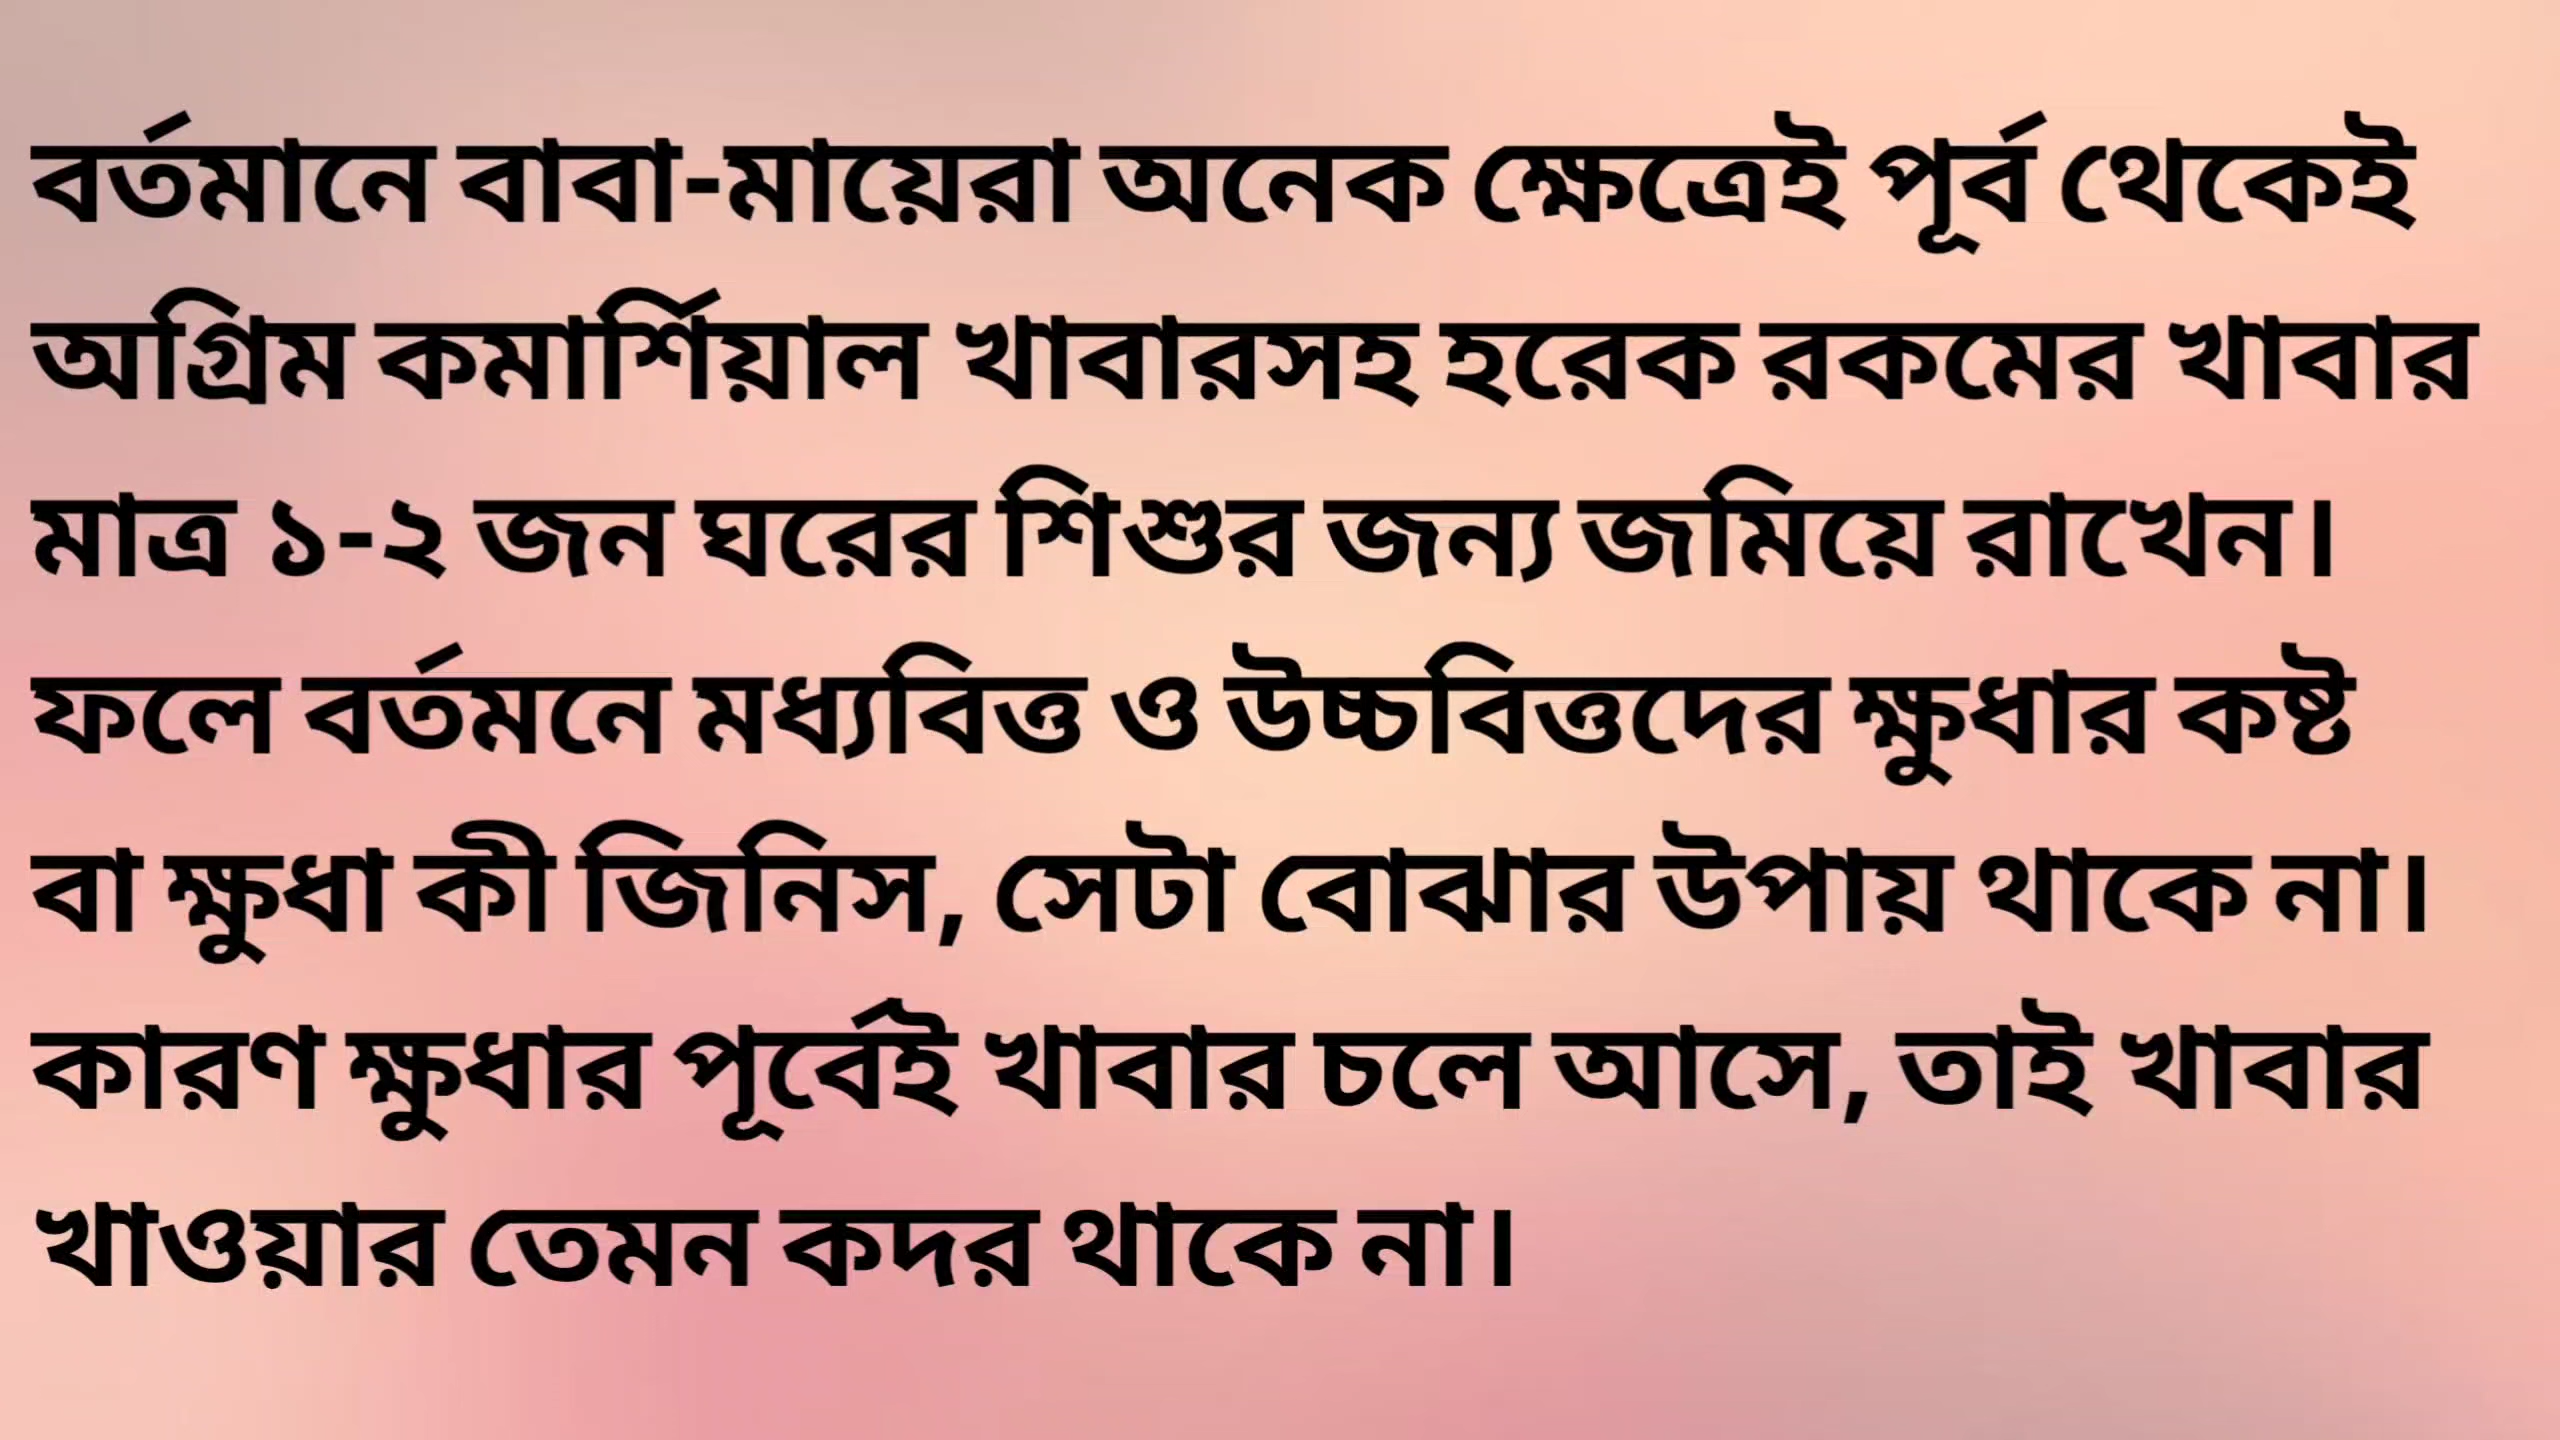 বর্তমানে বাবা-মায়েরা অনেক ক্ষেত্রেই পূর্ব থেকেই
অগ্রিম কমার্শিয়াল খাবারসহ হরেক রকমের খাবার
মাত্র ১-২ জন ঘরের শিশুর জন্য জমিয়ে রাখেন।
ফলে বর্তমনে মধ্যবিত্ত ও উচ্চবিত্তদের ক্ষুধার কষ্ট
বা ক্ষুধা কী জিনিস, সেটা বোঝার উপায় থাকে না।
কারণ ক্ষুধার পূর্বেই খাবার চলে আসে, তাই খাবার
খাওয়ার তেমন কদর থাকে না।